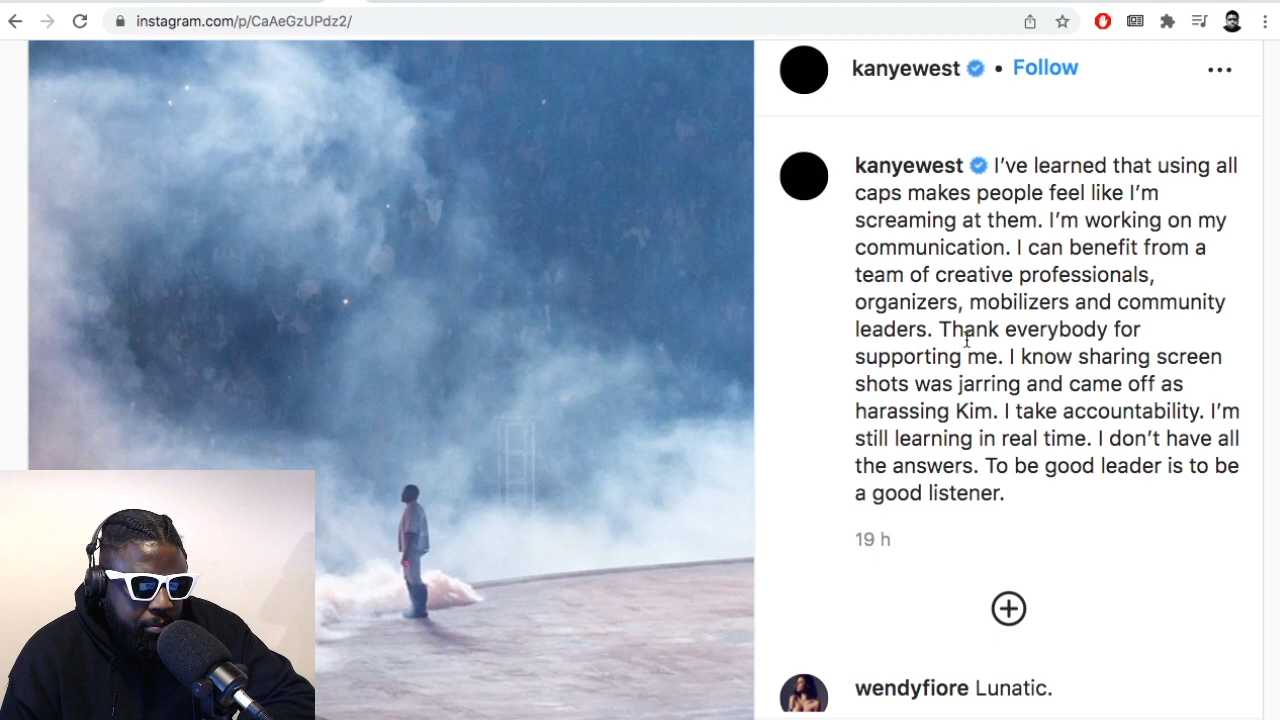 instagram.com/p/CaAeGzUPdz2/
kanyewest • Follow
kanyewest I’ve learned that using all
caps makes people feel like I’m
screaming at them. I’m working on my
communication. I can benefit from a
team of creative professionals,
organizers, mobilizers and community
leaders. Thank everybody for
supporting me. I know sharing screen
shots was jarring and came off as
harassing Kim. I take accountability. I’m
still learning in real time. I don’t have all
the answers. To be good leader is to be
a good listener.
19 h
wendyfiore Lunatic.